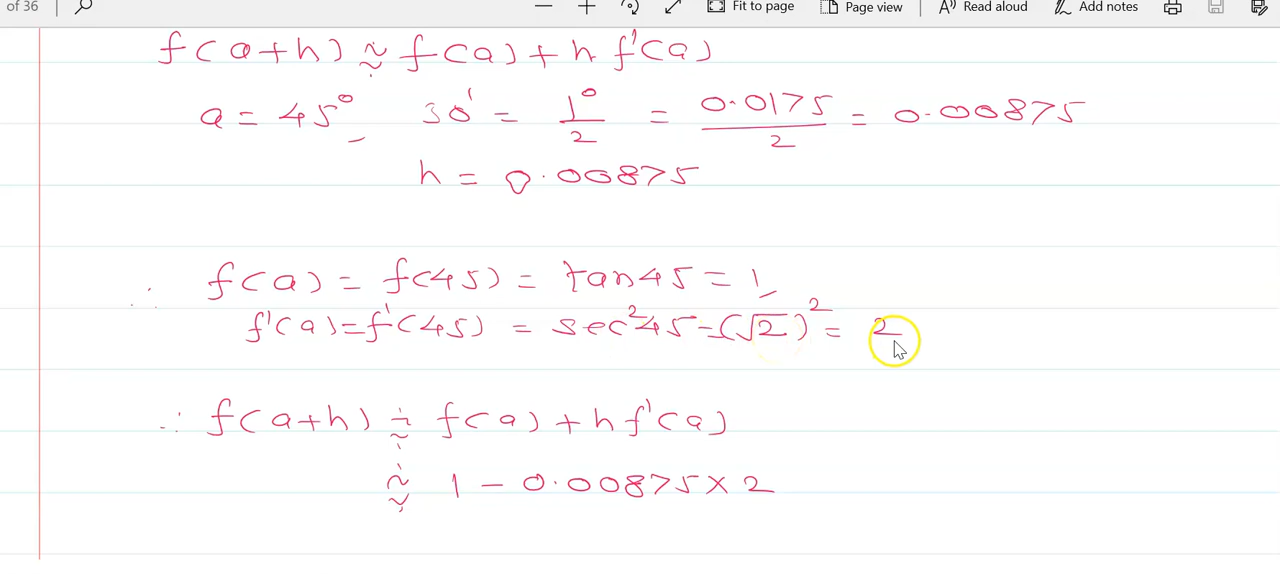 of 36 Fit to page Page view Read aloud Add notes
f(a+h) ≈ f(a) + h f'(a)
a = 45° 30' = 1°/2 = 0.0175/2 = 0.00875
h = 0.00875
∴ f(a) = f(45) = tan45 = 1
f'(a) = f'(45) = sec²45 = (√2)² = 2
∴ f(a+h) ≈ f(a) + h f'(a)
≈ 1 - 0.00875 × 2